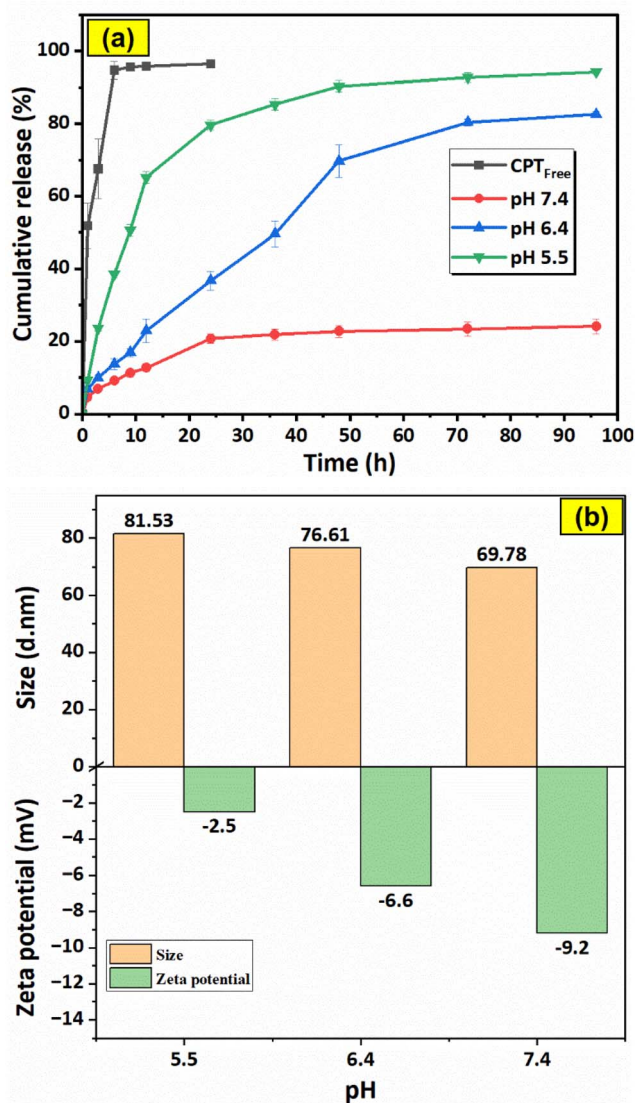 (a)
Cumulative release (%)
100
80
60
40
20
0
CPTFree
pH 7.4
pH 6.4
pH 5.5
0 10 20 30 40 50 60 70 80 90 100
Time (h)
(b)
Size (d.nm)
80
60
40
20
0
81.53
76.61
69.78
Zeta potential (mV)
−2
−4
−6
−8
−10
−12
−14
-2.5
-6.6
-9.2
Size
Zeta potential
5.5 6.4 7.4
pH